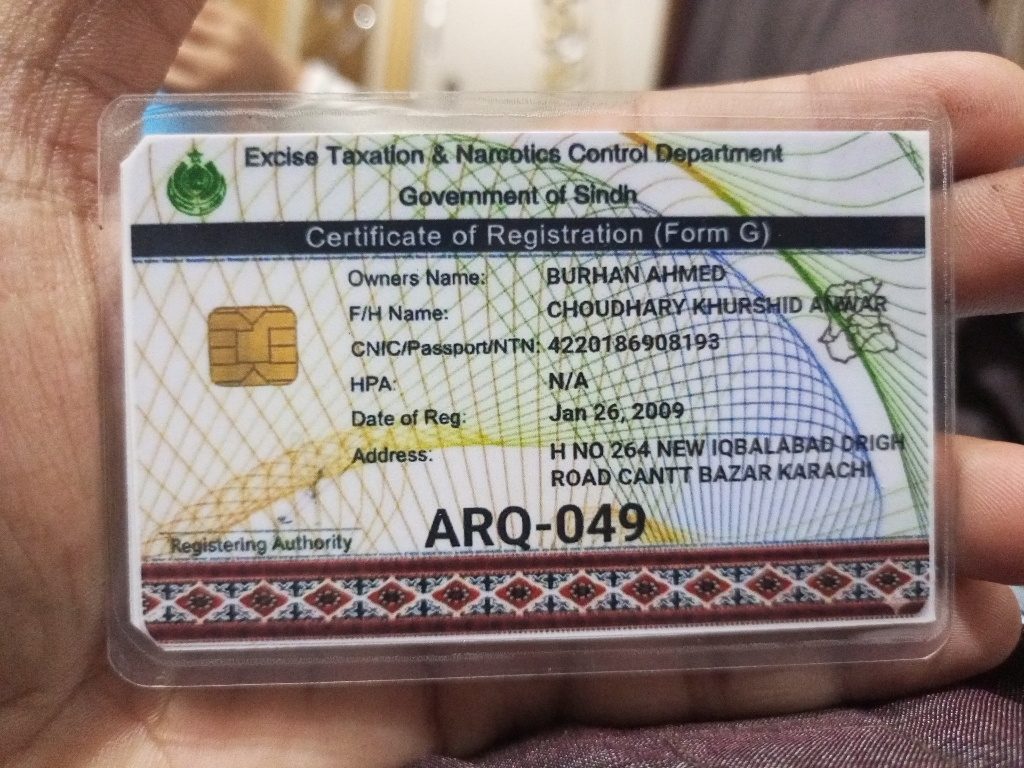 Excise Taxation & Narcotics Control Department
Government of Sindh
Certificate of Registration (Form G)
Owners Name: BURHAN AHMED
F/H Name: CHOUDHARY KHURSHID ANWAR
CNIC/Passport/NTN: 4220186908193
HPA: N/A
Date of Reg: Jan 26, 2009
Address: H NO 264 NEW IQBALABAD DRIGH
ROAD CANTT BAZAR KARACHI
ARQ-049
Registering Authority